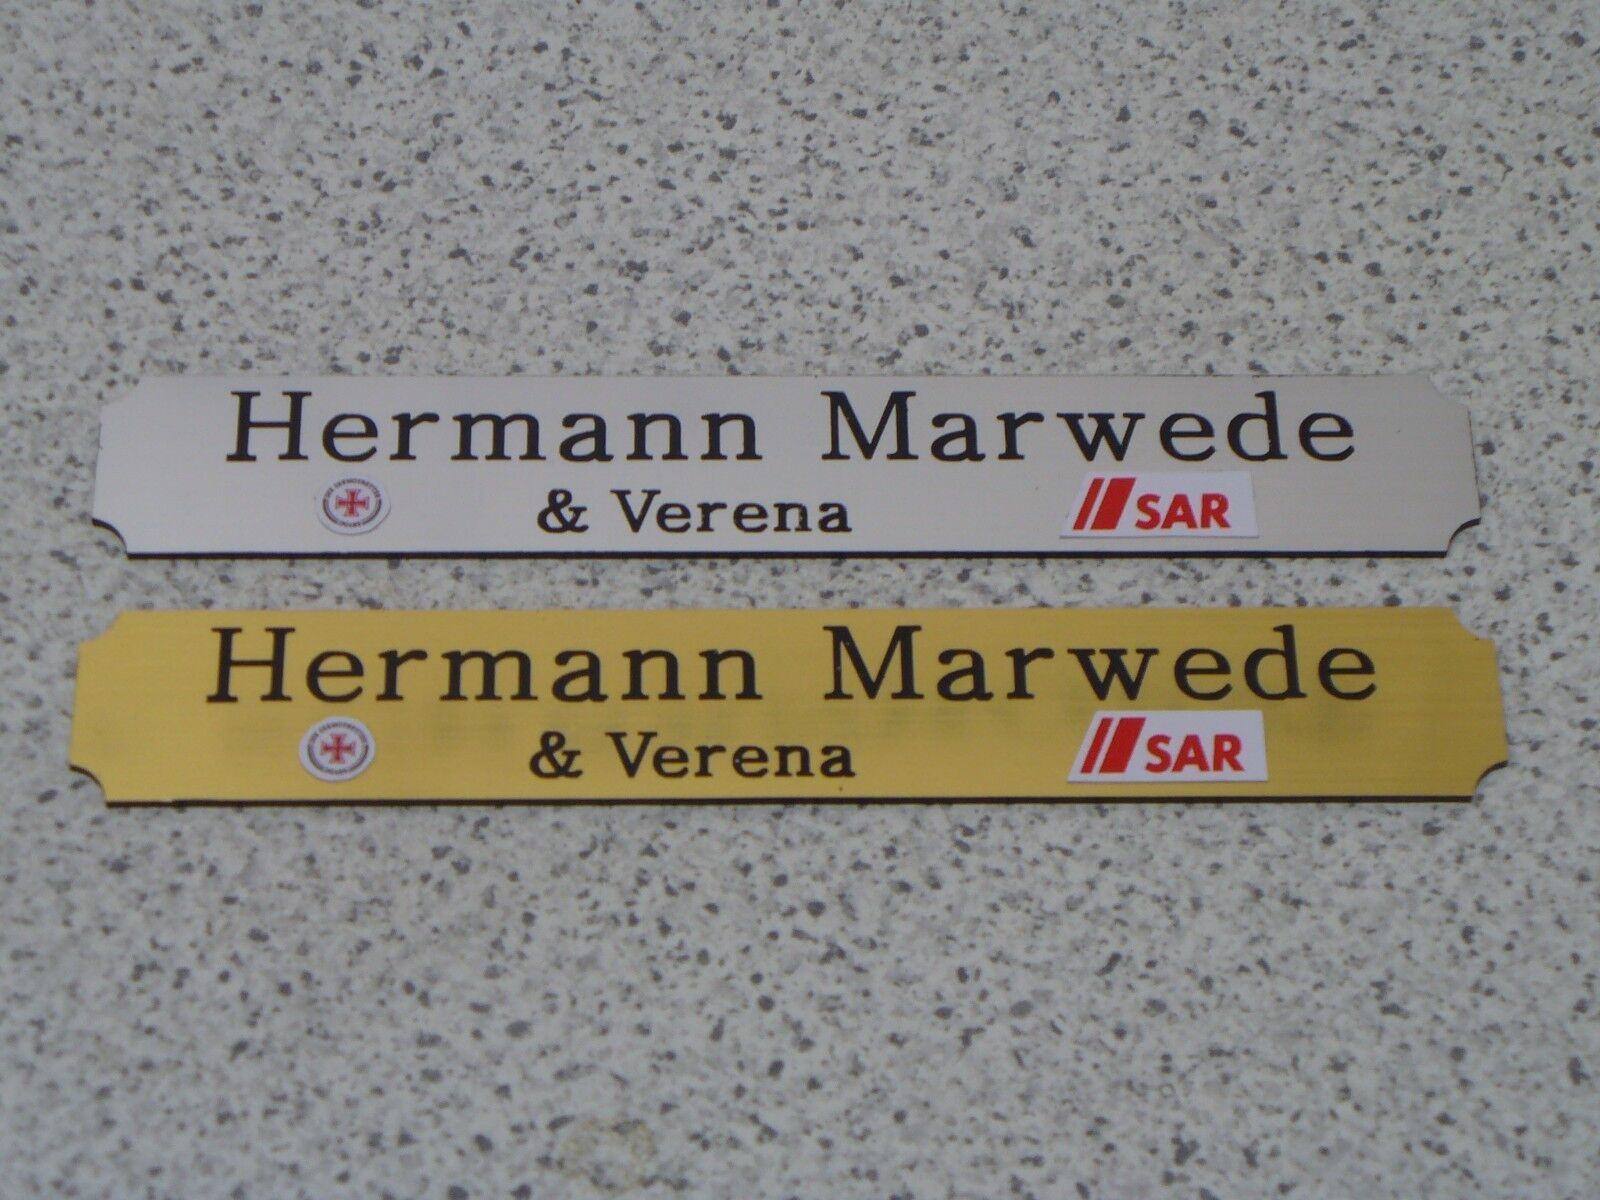 Hermann Marwede
& Verena
SAR
Hermann Marwede
& Verena
SAR